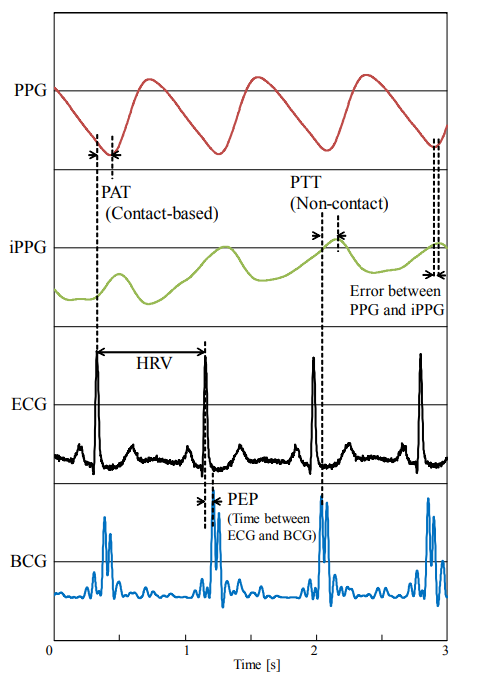 PPG
PAT
(Contact-based)
PTT
(Non-contact)
iPPG
Error between
PPG and iPPG
HRV
ECG
PEP
(Time between
ECG and BCG)
BCG
0 1 2 3
Time [s]